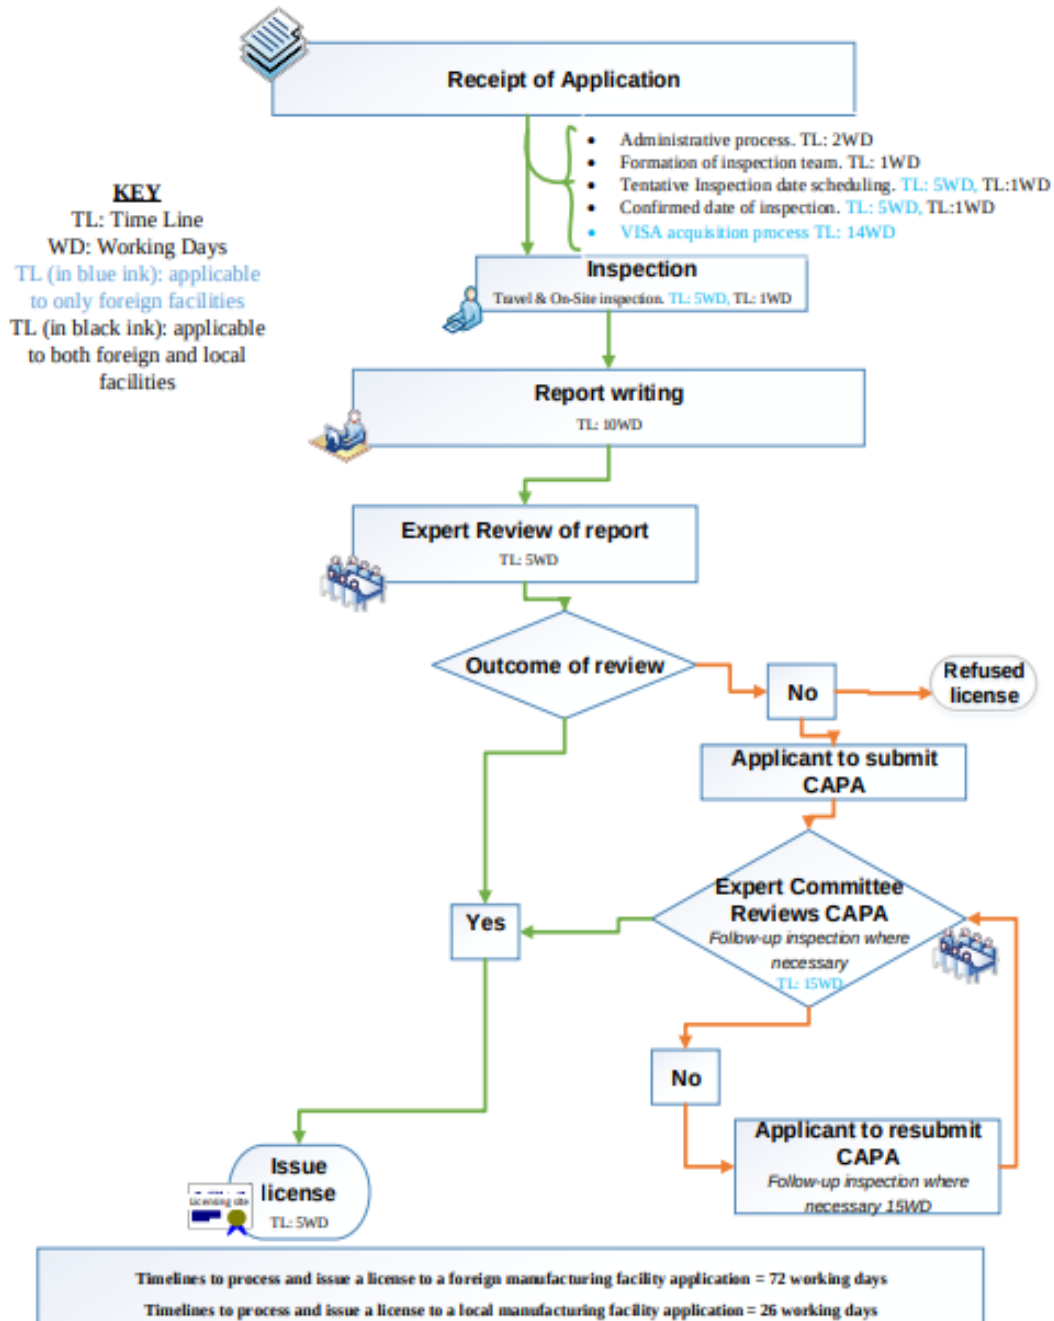 Receipt of Application
• Administrative process. TL: 2WD
• Formation of inspection team. TL: 1WD
• Tentative Inspection date scheduling. TL: 5WD, TL:1WD
• Confirmed date of inspection. TL: 5WD, TL:1WD
• VISA acquisition process TL: 14WD
KEY
TL: Time Line
WD: Working Days
TL (in blue ink): applicable
to only foreign facilities
TL (in black ink): applicable
to both foreign and local
facilities
Inspection
Travel & On-Site inspection. TL: 5WD, TL: 1WD
Report writing
TL: 10WD
Expert Review of report
TL: 5WD
Outcome of review
No
Refused
license
Applicant to submit
CAPA
Expert Committee
Reviews CAPA
Follow-up inspection where
necessary
TL: 15WD
Yes
No
Applicant to resubmit
CAPA
Follow-up inspection where
necessary 15WD
Issue
license
TL: 5WD
Licensing site
Timelines to process and issue a license to a foreign manufacturing facility application = 72 working days
Timelines to process and issue a license to a local manufacturing facility application = 26 working days